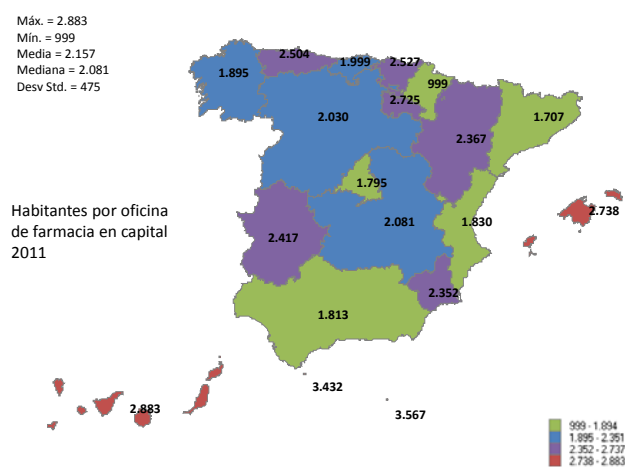 Máx. = 2.883
Mín. = 999
Media = 2.157
Mediana = 2.081
Desv Std. = 475
2.504
1.999
2.527
1.895
999
2.725
2.030
1.707
2.367
1.795
Habitantes por oficina
de farmacia en capital
2011
2.738
1.830
2.081
2.417
2.352
1.813
3.432
2.883
3.567
999 - 1.894
1.895 - 2.351
2.352 - 2.737
2.738 - 2.883